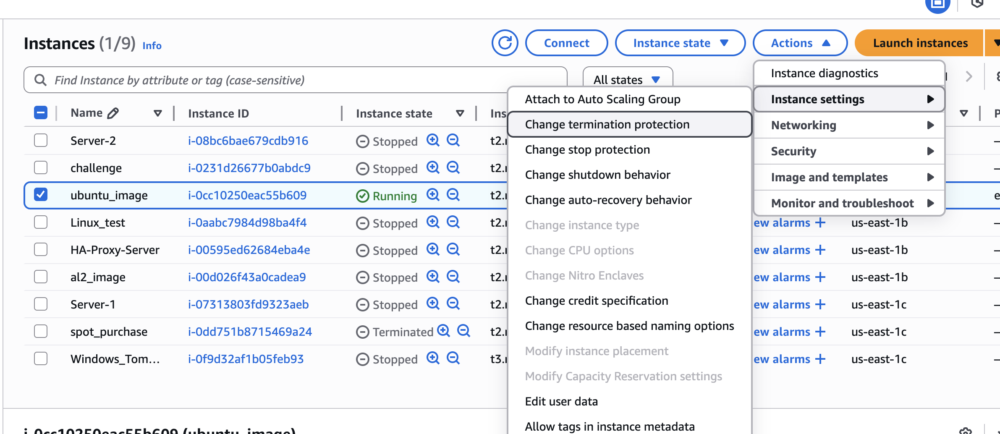 Instances (1/9) Info
Connect
Instance state
Actions
Launch instances
Find Instance by attribute or tag (case-sensitive)
All states
Instance diagnostics
Instance settings
Networking
Security
Image and templates
Monitor and troubleshoot
Attach to Auto Scaling Group
Change termination protection
Change stop protection
Change shutdown behavior
Change auto-recovery behavior
Change instance type
Change CPU options
Change Nitro Enclaves
Change credit specification
Change resource based naming options
Modify instance placement
Modify Capacity Reservation settings
Edit user data
Allow tags in instance metadata
Name Instance ID Instance state Ins
Server-2 i-08bc6bae679cdb916 Stopped t2.
challenge i-0231d26677b0abdc9 Stopped t2.
ubuntu_image i-0cc10250eac55b609 Running t2.
Linux_test i-0aabc7984d98ba4f4 Stopped t2. ew alarms + us-east-1b
HA-Proxy-Server i-00595ed62684eba4e Stopped t2. ew alarms + us-east-1b
al2_image i-00d026f43a0cadea9 Stopped t2. ew alarms + us-east-1b
Server-1 i-07313803fd9323aeb Stopped t2. ew alarms + us-east-1c
spot_purchase i-0dd751b8715469a24 Terminated t2. ew alarms + us-east-1c
Windows_Tom... i-0f9d32af1b05feb93 Stopped t3. ew alarms + us-east-1c
i-0cc10250eac55b609 (ubuntu_image)